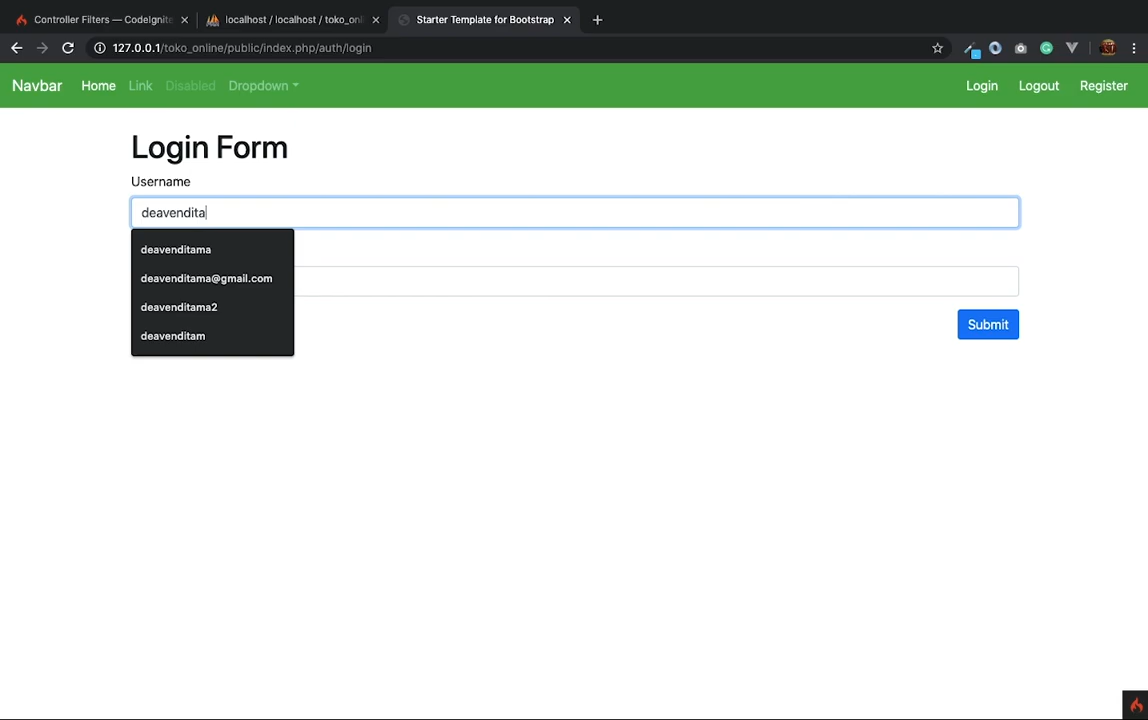 Controller Filters — CodeIgnite
localhost / localhost / toko_onli
Starter Template for Bootstrap
127.0.0.1/toko_online/public/index.php/auth/login
Navbar Home Link Disabled Dropdown Login Logout Register
Login Form
Username
deavendita
deavenditama
deavenditama@gmail.com
deavenditama2
deavenditam
Submit